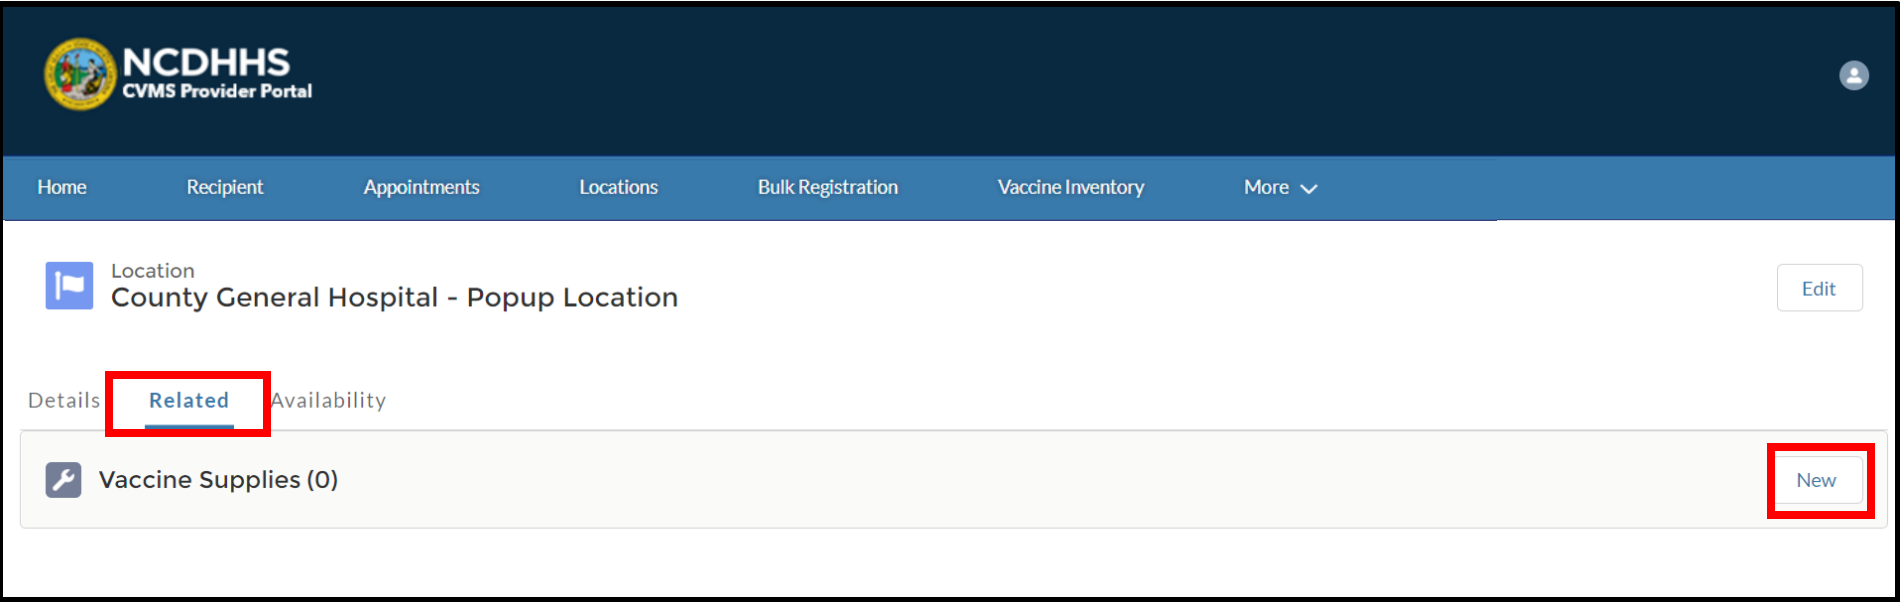 NCDHHS
CVMS Provider Portal
Home Recipient Appointments Locations Bulk Registration Vaccine Inventory More
Location
County General Hospital - Popup Location
Edit
Details Related Availability
Vaccine Supplies (0)
New